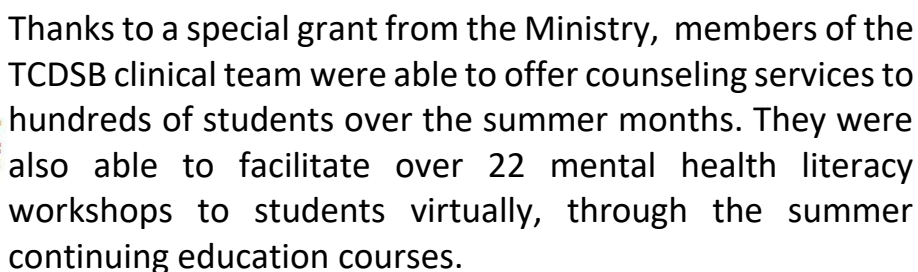 Thanks to a special grant from the Ministry, members of the
TCDSB clinical team were able to offer counseling services to
hundreds of students over the summer months. They were
also able to facilitate over 22 mental health literacy
workshops to students virtually, through the summer
continuing education courses.